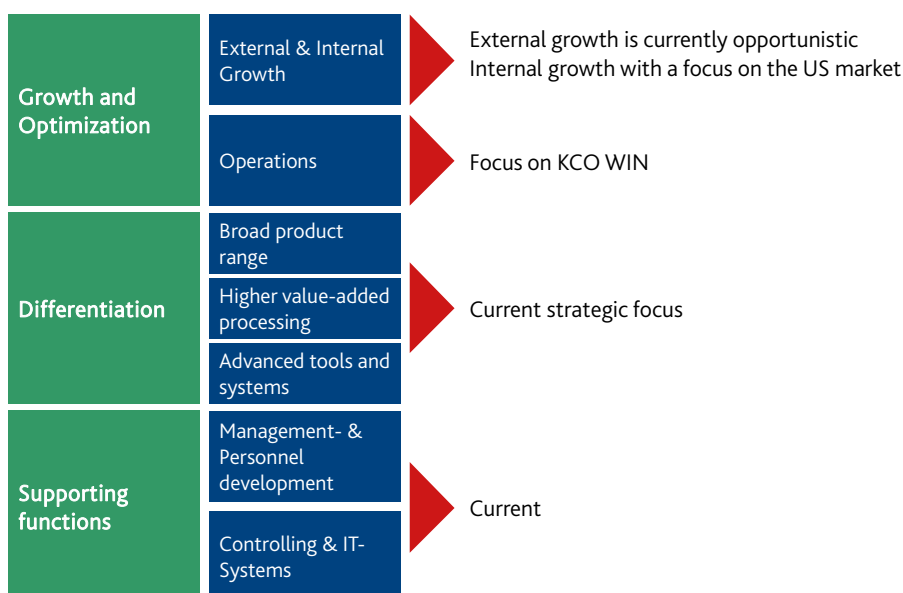 Growth and
Optimization
External & Internal
Growth
External growth is currently opportunistic
Internal growth with a focus on the US market
Operations
Focus on KCO WIN
Differentiation
Broad product
range
Higher value-added
processing
Advanced tools and
systems
Current strategic focus
Supporting
functions
Management- &
Personnel
development
Controlling & IT-
Systems
Current